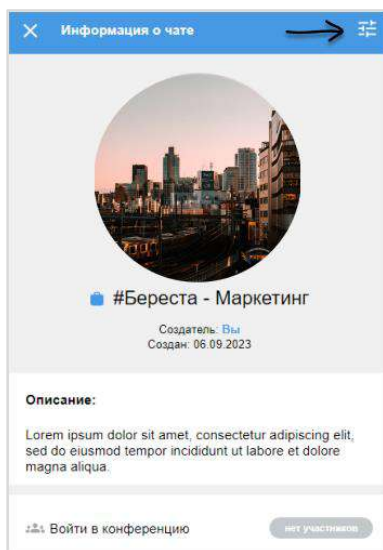 Информация о чате
#Береста - Маркетинг
Создатель: Вы
Создан: 06.09.2023
Описание:
Lorem ipsum dolor sit amet, consectetur adipiscing elit,
sed do eiusmod tempor incididunt ut labore et dolore
magna aliqua.
Войти в конференцию
нет участников